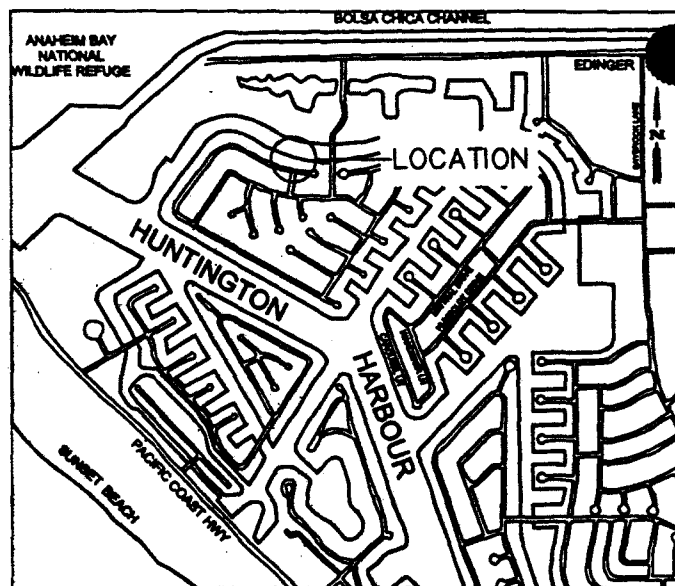 BOLSA CHICA CHANNEL
ANAHEIM BAY
NATIONAL
WILDLIFE REFUGE
EDINGER
N
LOCATION
HUNTINGTON
HARBOUR
PACIFIC COAST HWY
SUNSET BEACH